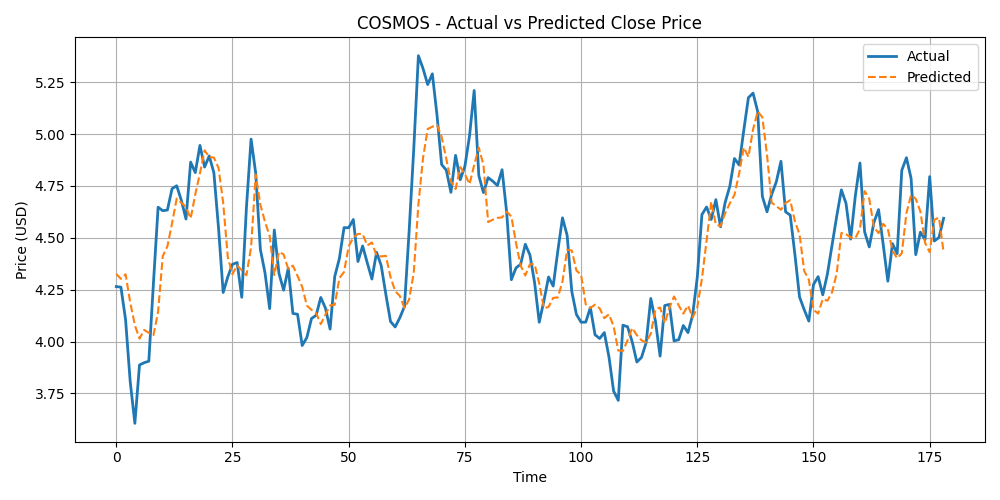 COSMOS - Actual vs Predicted Close Price
Actual
Predicted
Price (USD)
5.25
5.00
4.75
4.50
4.25
4.00
3.75
0 25 50 75 100 125 150 175
Time